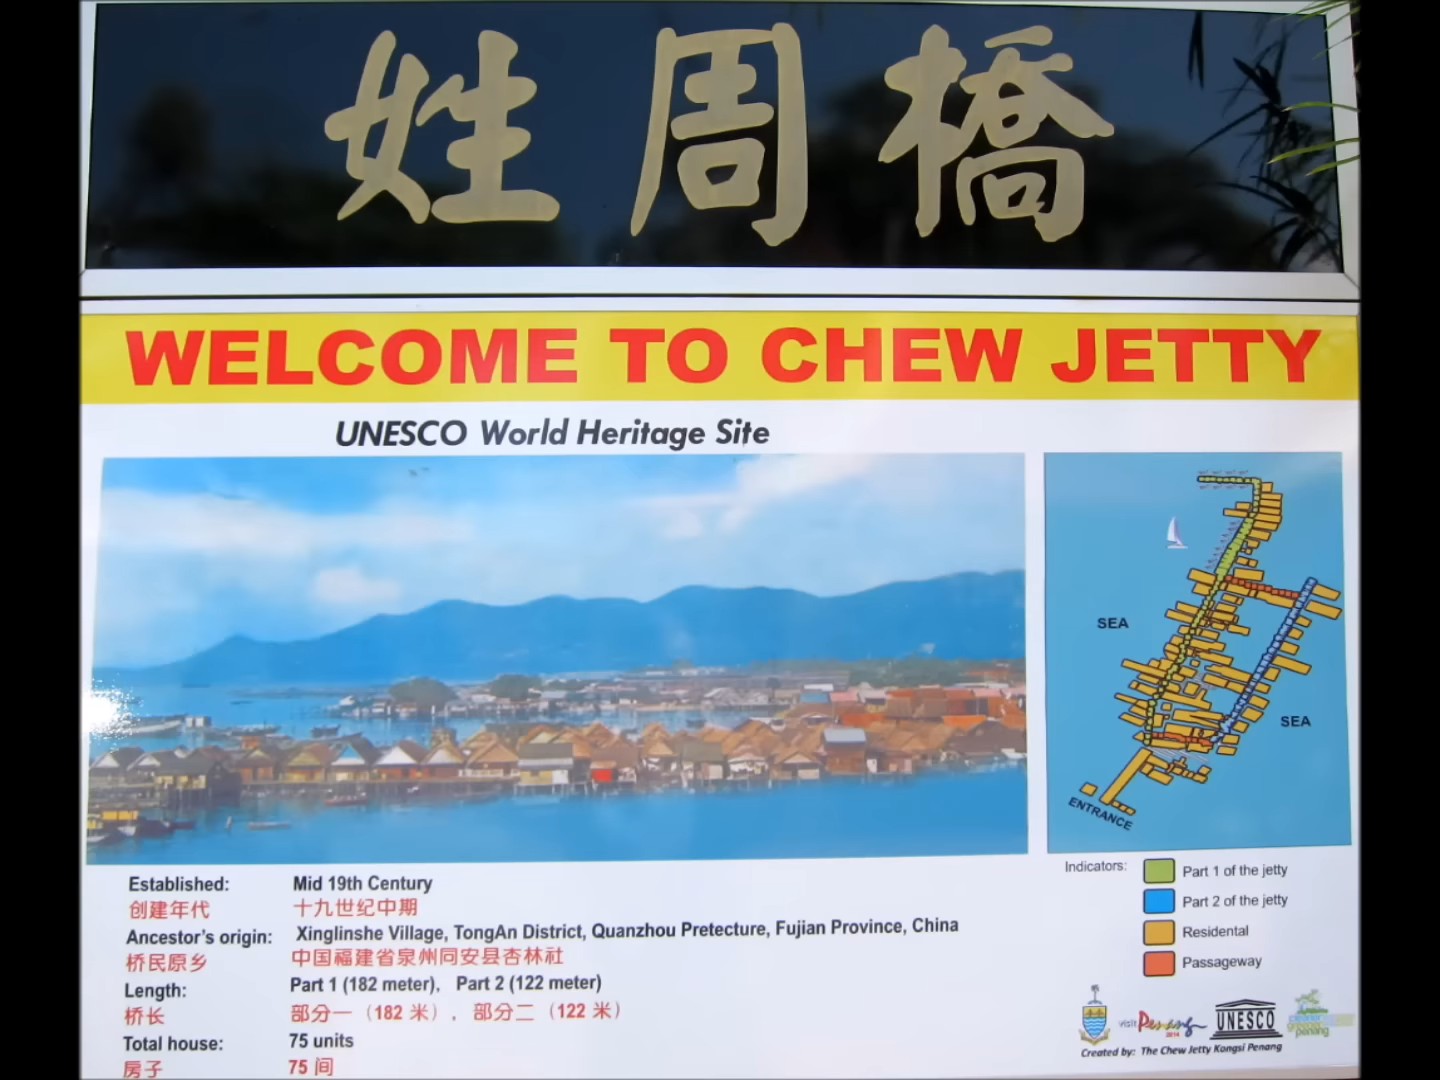 姓周橋
WELCOME TO CHEW JETTY
UNESCO World Heritage Site
SEA
SEA
ENTRANCE
Established: Mid 19th Century
创建年代 十九世纪中期
Ancestor's origin: Xinglinshe Village, TongAn District, Quanzhou Pretecture, Fujian Province, China
桥民原乡 中国福建省泉州同安县杏林社
Length: Part 1 (182 meter), Part 2 (122 meter)
桥长 部分一（182 米）, 部分二（122 米）
Total house: 75 units
房子 75 间
Indicators:
Part 1 of the jetty
Part 2 of the jetty
Residental
Passageway
visit Penang
UNESCO
cleaner greener penang
Created by: The Chew Jetty Kongsi Penang